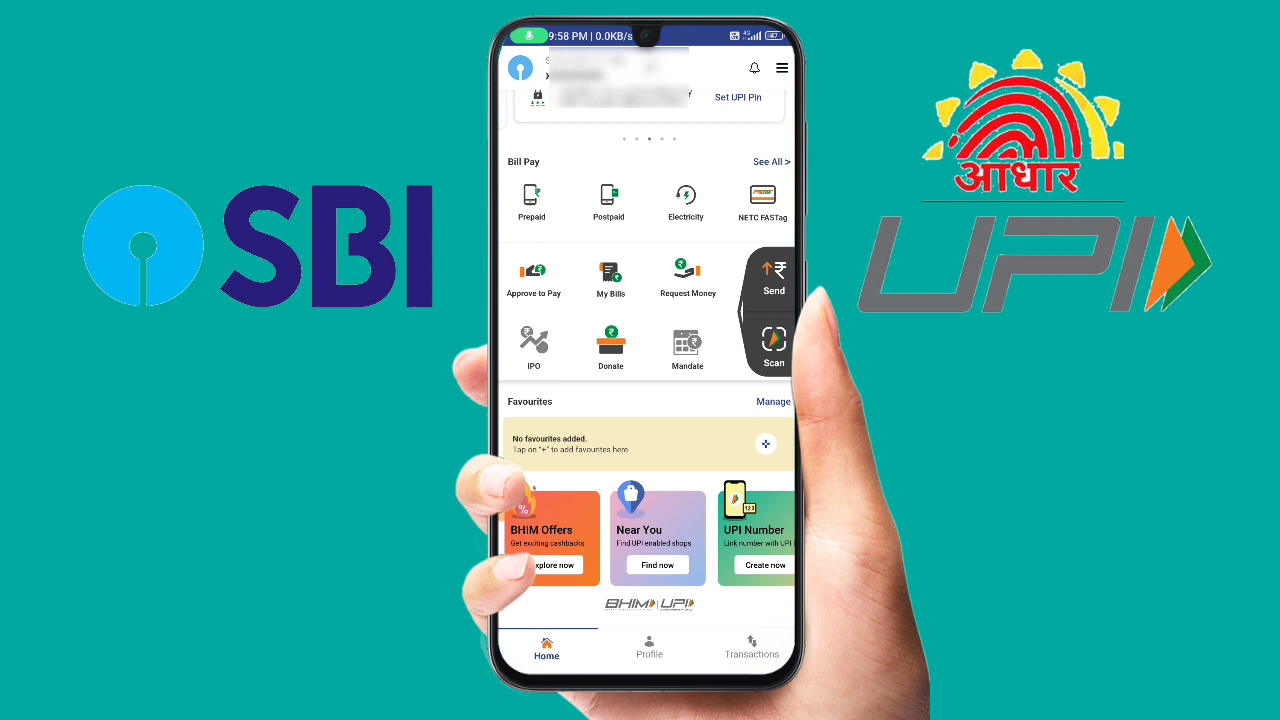 SBI
9:58 PM | 0.0KB/s
4G
47
Set UPI Pin
Bill Pay
See All >
Prepaid
Postpaid
Electricity
NETC FASTag
Approve to Pay
My Bills
Request Money
Send
IPO
Donate
Mandate
Scan
Favourites
Manage
No favourites added.
Tap on "+" to add favourites here
BHIM Offers
Get exciting cashbacks
xplore now
Near You
Find UPI enabled shops
Find now
123
UPI Number
Link number with UPI
Create now
BHIM UPI
Home
Profile
Transactions
आधार
UPI